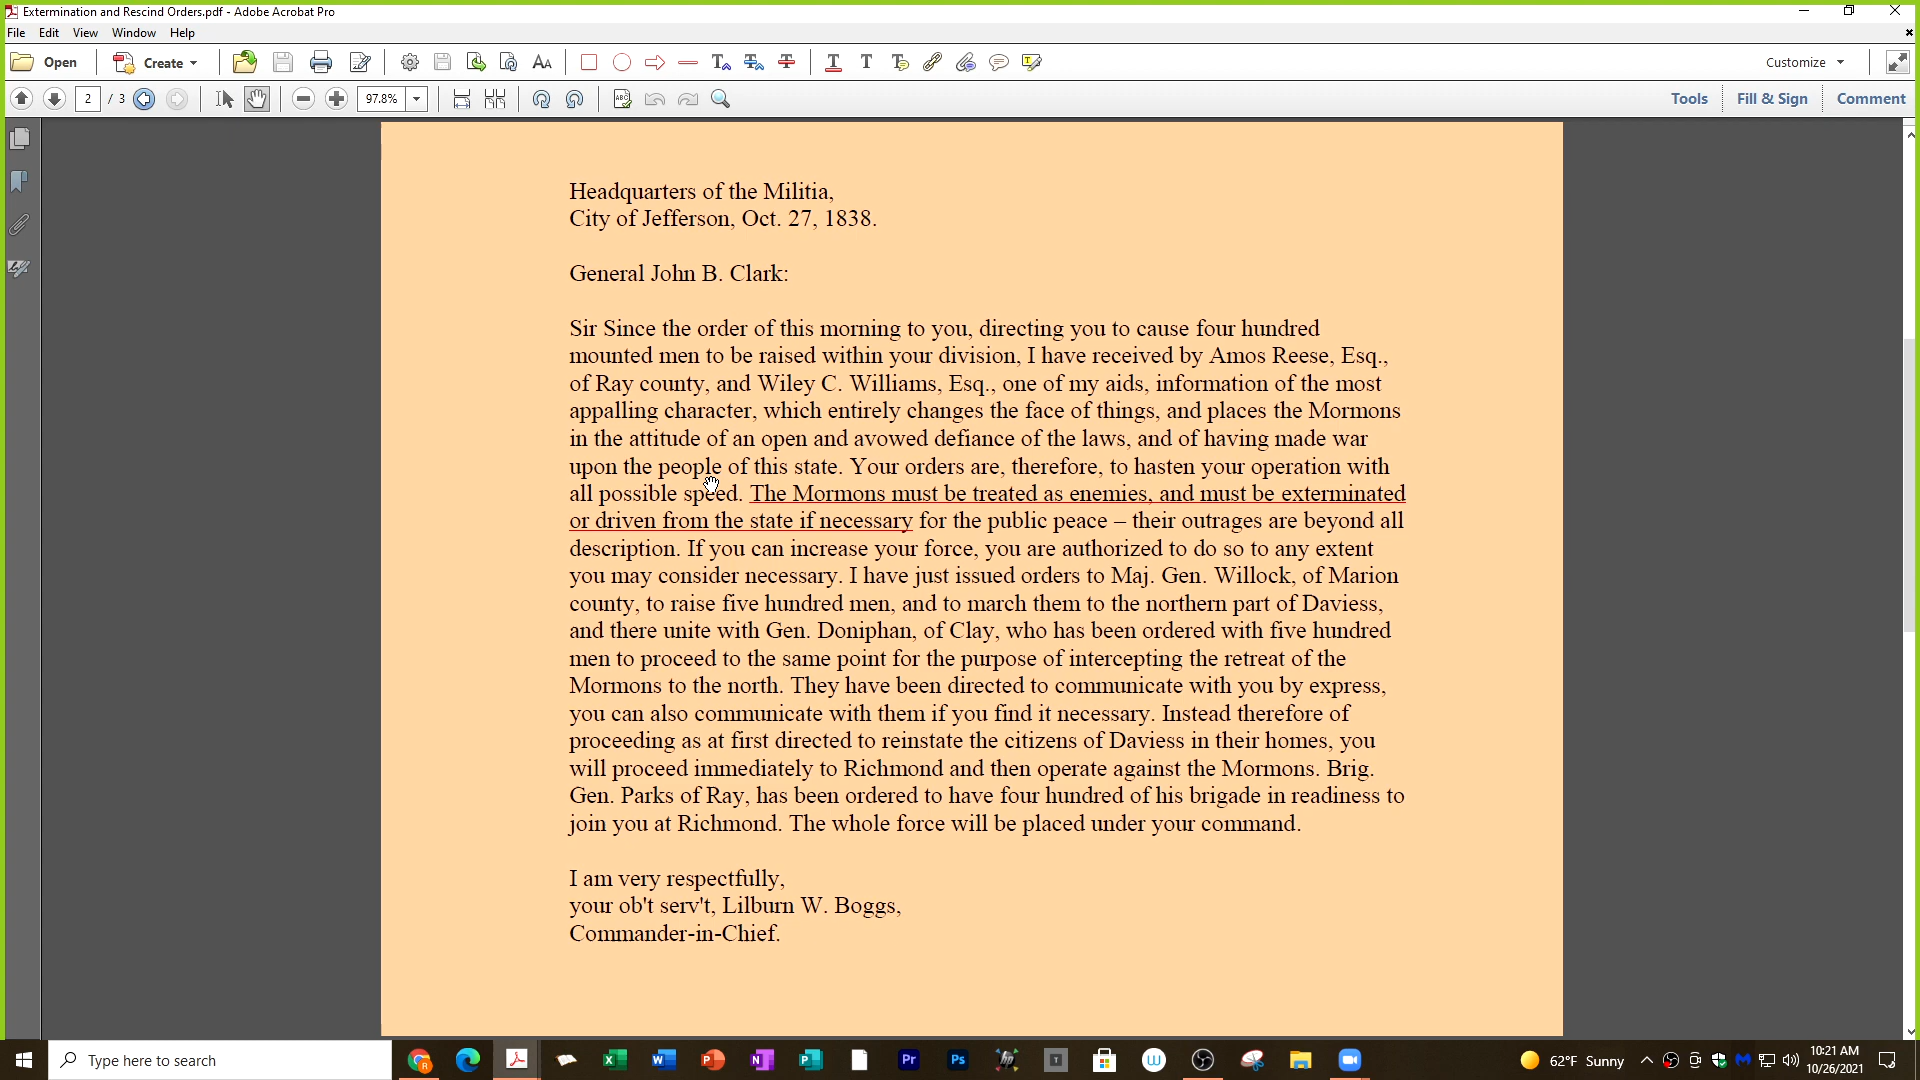 Extermination and Rescind Orders.pdf - Adobe Acrobat Pro
File Edit View Window Help
Open Create Customize
2 / 3 97.8% Tools Fill & Sign Comment
Headquarters of the Militia,
City of Jefferson, Oct. 27, 1838.
General John B. Clark:
Sir Since the order of this morning to you, directing you to cause four hundred
mounted men to be raised within your division, I have received by Amos Reese, Esq.,
of Ray county, and Wiley C. Williams, Esq., one of my aids, information of the most
appalling character, which entirely changes the face of things, and places the Mormons
in the attitude of an open and avowed defiance of the laws, and of having made war
upon the people of this state. Your orders are, therefore, to hasten your operation with
all possible speed. The Mormons must be treated as enemies, and must be exterminated
or driven from the state if necessary for the public peace – their outrages are beyond all
description. If you can increase your force, you are authorized to do so to any extent
you may consider necessary. I have just issued orders to Maj. Gen. Willock, of Marion
county, to raise five hundred men, and to march them to the northern part of Daviess,
and there unite with Gen. Doniphan, of Clay, who has been ordered with five hundred
men to proceed to the same point for the purpose of intercepting the retreat of the
Mormons to the north. They have been directed to communicate with you by express,
you can also communicate with them if you find it necessary. Instead therefore of
proceeding as at first directed to reinstate the citizens of Daviess in their homes, you
will proceed immediately to Richmond and then operate against the Mormons. Brig.
Gen. Parks of Ray, has been ordered to have four hundred of his brigade in readiness to
join you at Richmond. The whole force will be placed under your command.
I am very respectfully,
your ob't serv't, Lilburn W. Boggs,
Commander-in-Chief.
Type here to search 62°F Sunny 10:21 AM
10/26/2021